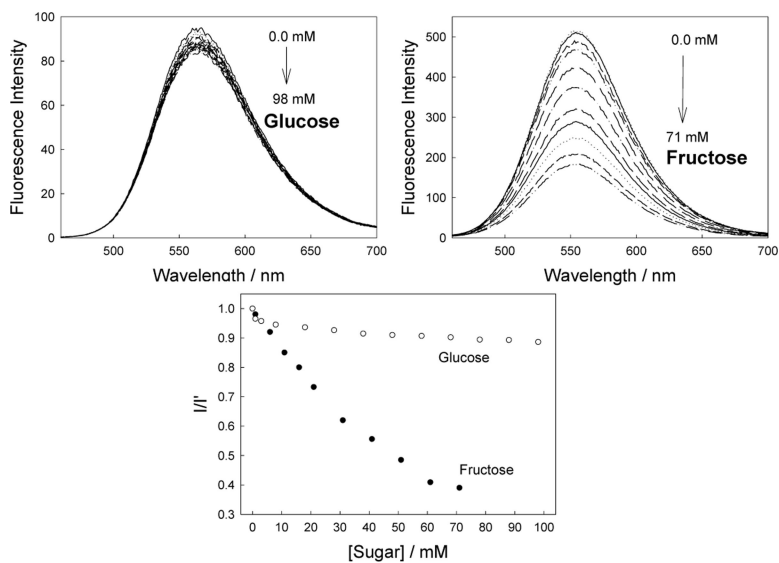 Fluorescence Intensity
100
80
60
40
20
0
0.0 mM
98 mM
Glucose
500
550
600
650
700
Wavelength / nm
Fluorescence Intensity
500
400
300
200
100
0
0.0 mM
71 mM
Fructose
500
550
600
650
700
Wavelength / nm
I/I'
1.0
0.9
0.8
0.7
0.6
0.5
0.4
0.3
Glucose
Fructose
0 10 20 30 40 50 60 70 80 90 100
[Sugar] / mM